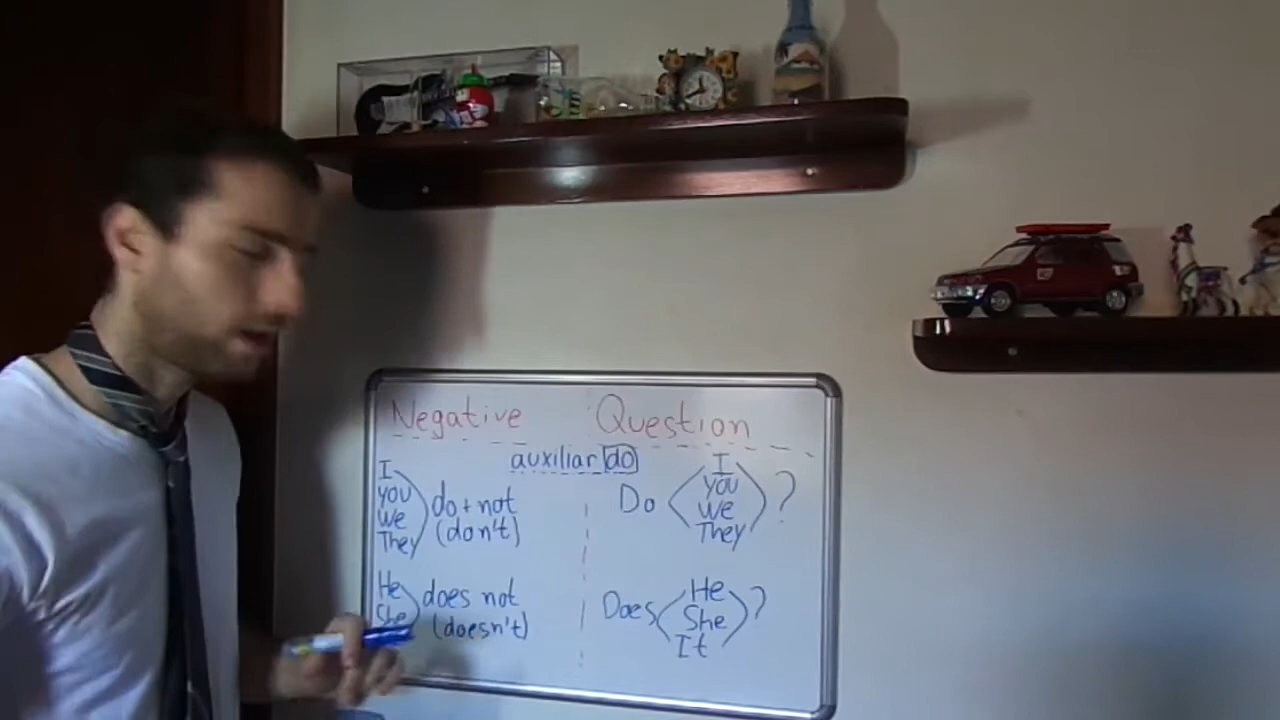 Negative Question
auxiliar do
I
you
we
They
do + not
(don't)
Do
I
you
we
They
?
He
She
does not
(doesn't)
Does
He
She
It
?